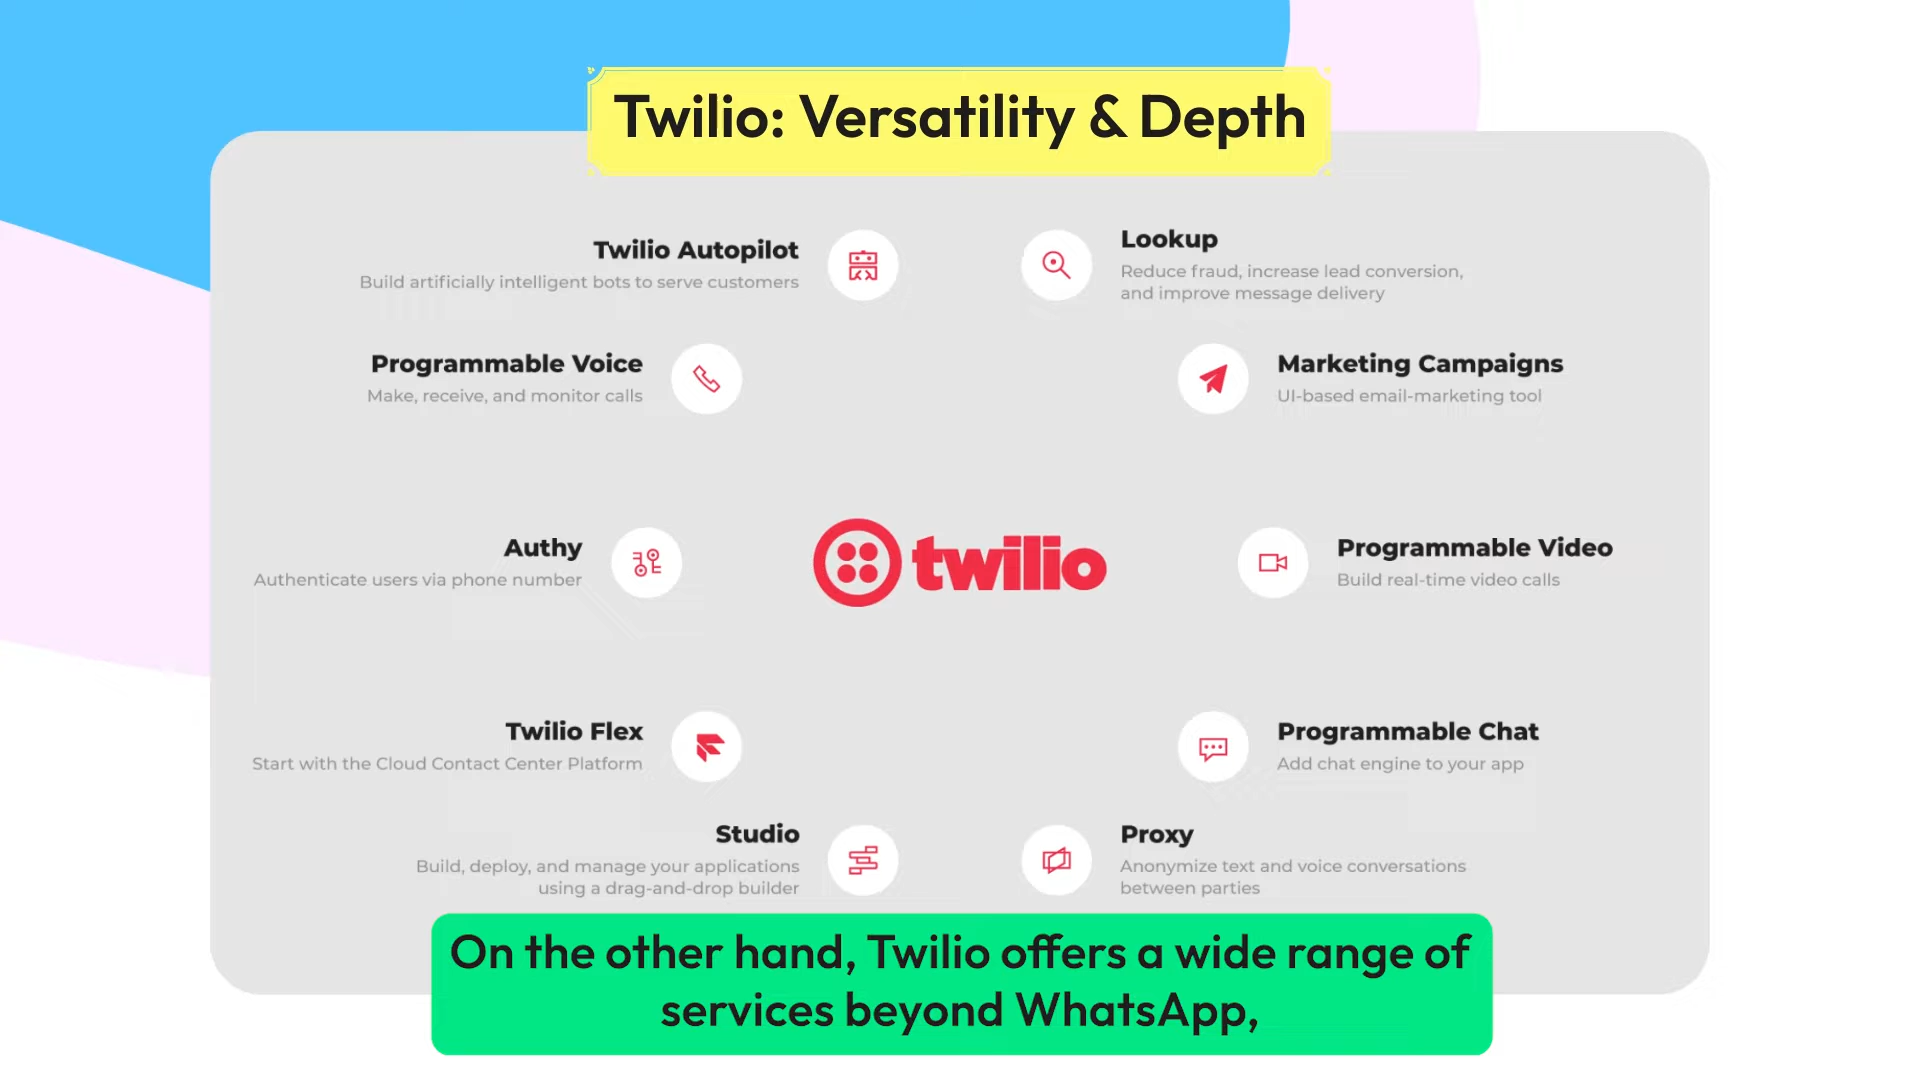 Twilio: Versatility & Depth
Twilio Autopilot
Build artificially intelligent bots to serve customers
Lookup
Reduce fraud, increase lead conversion,
and improve message delivery
Programmable Voice
Make, receive, and monitor calls
Marketing Campaigns
UI-based email-marketing tool
Authy
Authenticate users via phone number
twilio
Programmable Video
Build real-time video calls
Twilio Flex
Start with the Cloud Contact Center Platform
Programmable Chat
Add chat engine to your app
Studio
Build, deploy, and manage your applications
using a drag-and-drop builder
Proxy
Anonymize text and voice conversations
between parties
On the other hand, Twilio offers a wide range of
services beyond WhatsApp,